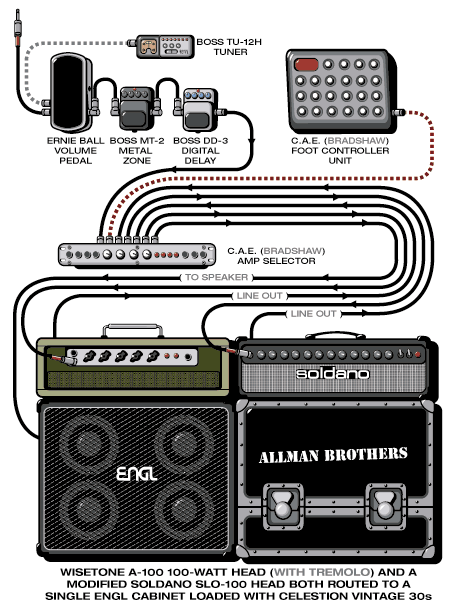 BOSS TU-12H
TUNER
ERNIE BALL
VOLUME
PEDAL
BOSS MT-2
METAL
ZONE
BOSS DD-3
DIGITAL
DELAY
C.A.E. (BRADSHAW)
FOOT CONTROLLER
UNIT
C.A.E. (BRADSHAW)
AMP SELECTOR
( TO SPEAKER )
( LINE OUT )
( LINE OUT )
soldano
ENGL
ALLMAN BROTHERS
WISETONE A-100 100-WATT HEAD (WITH TREMOLO) AND A
MODIFIED SOLDANO SLO-100 HEAD BOTH ROUTED TO A
SINGLE ENGL CABINET LOADED WITH CELESTION VINTAGE 30s